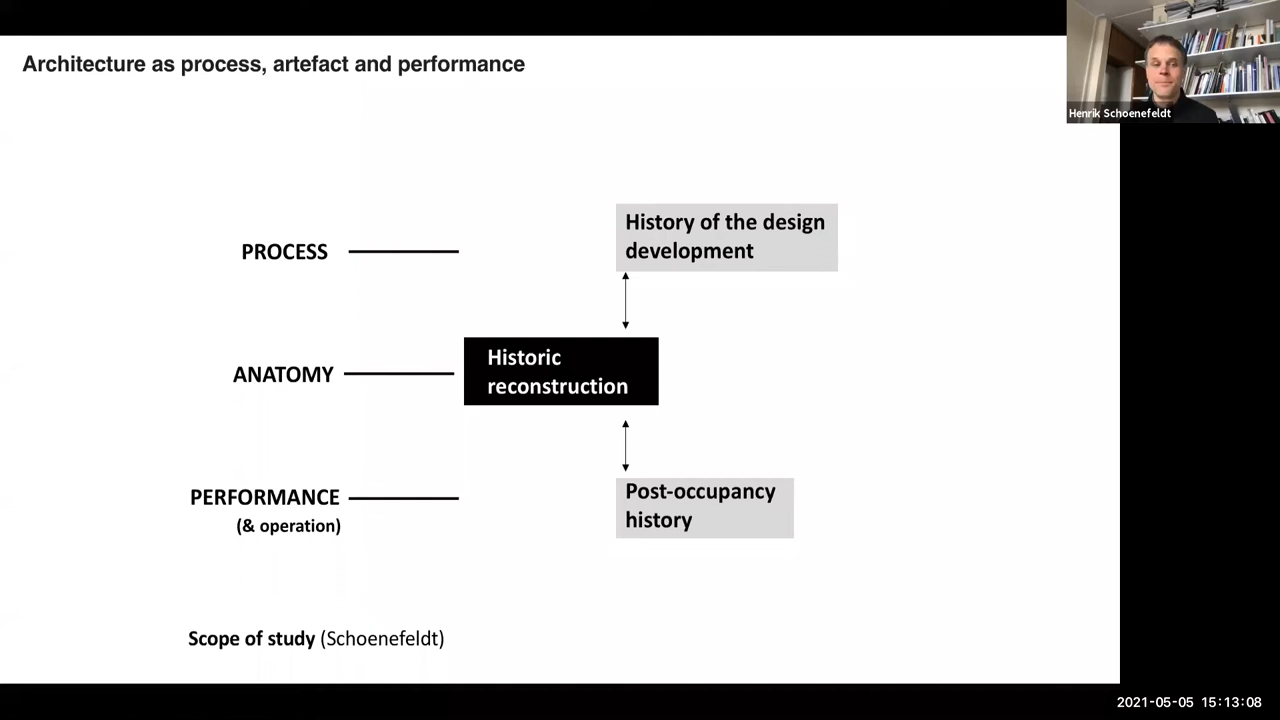 Architecture as process, artefact and performance
Henrik Schoenefeldt
History of the design
development
PROCESS
Historic
reconstruction
ANATOMY
Post-occupancy
history
PERFORMANCE
(& operation)
Scope of study (Schoenefeldt)
2021-05-05 15:13:08